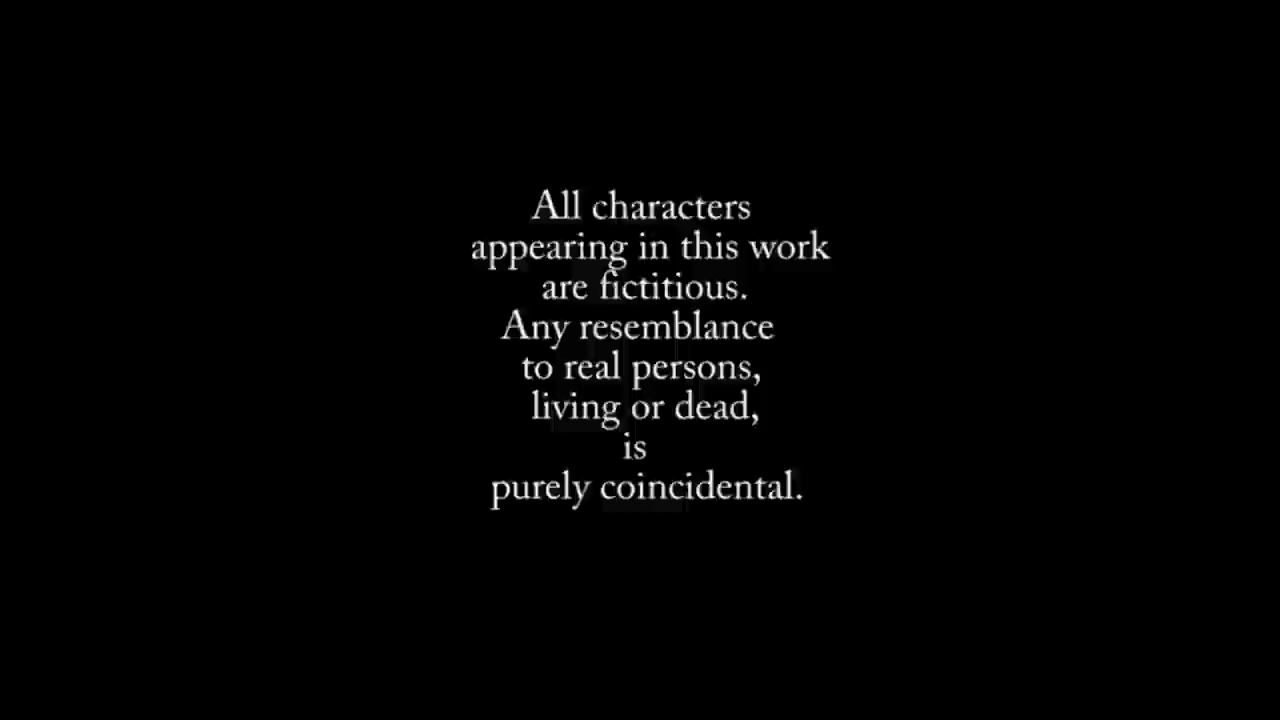 All characters
appearing in this work
are fictitious.
Any resemblance
to real persons,
living or dead,
is
purely coincidental.